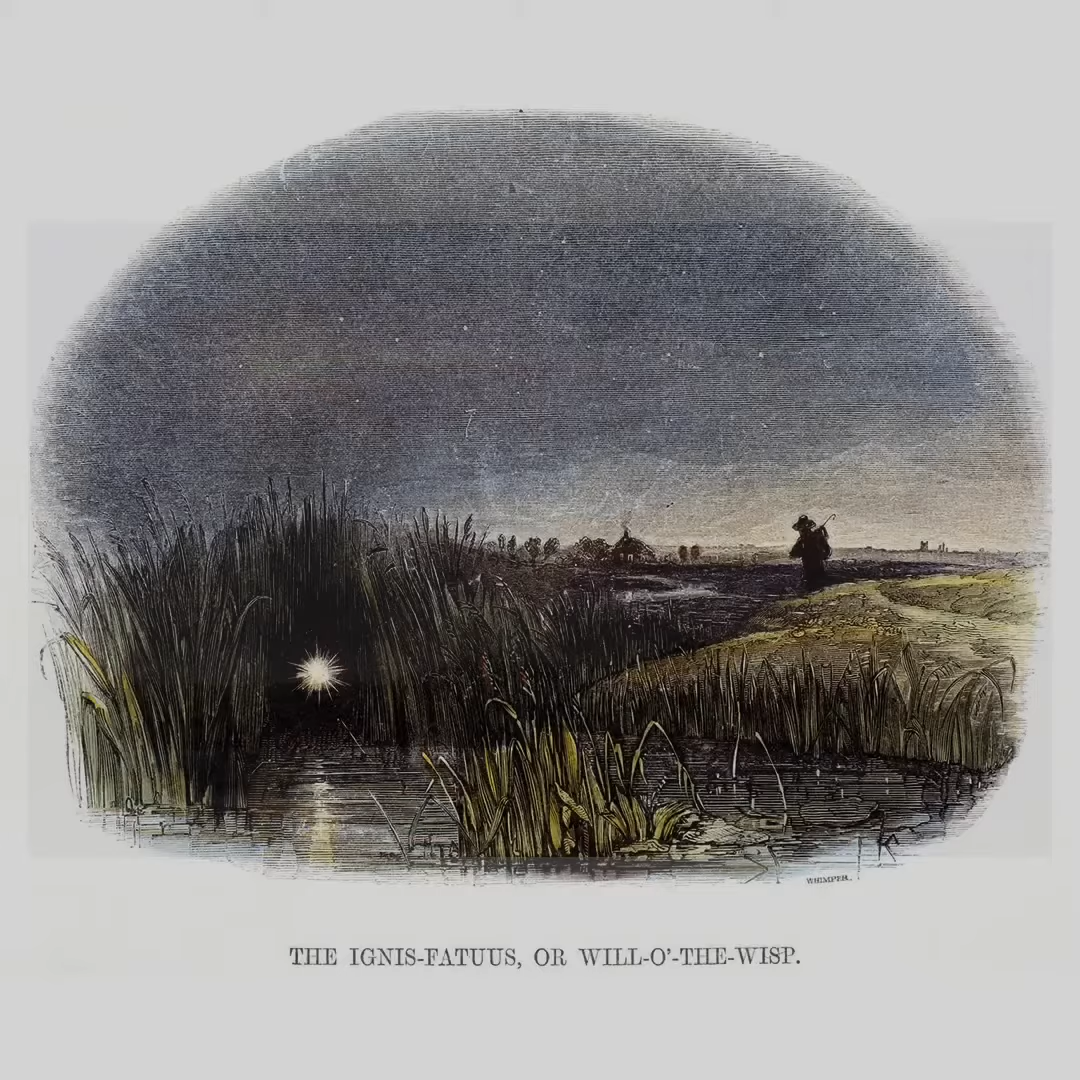 WHIMPER.
THE IGNIS-FATUUS, OR WILL-O'-THE-WISP.